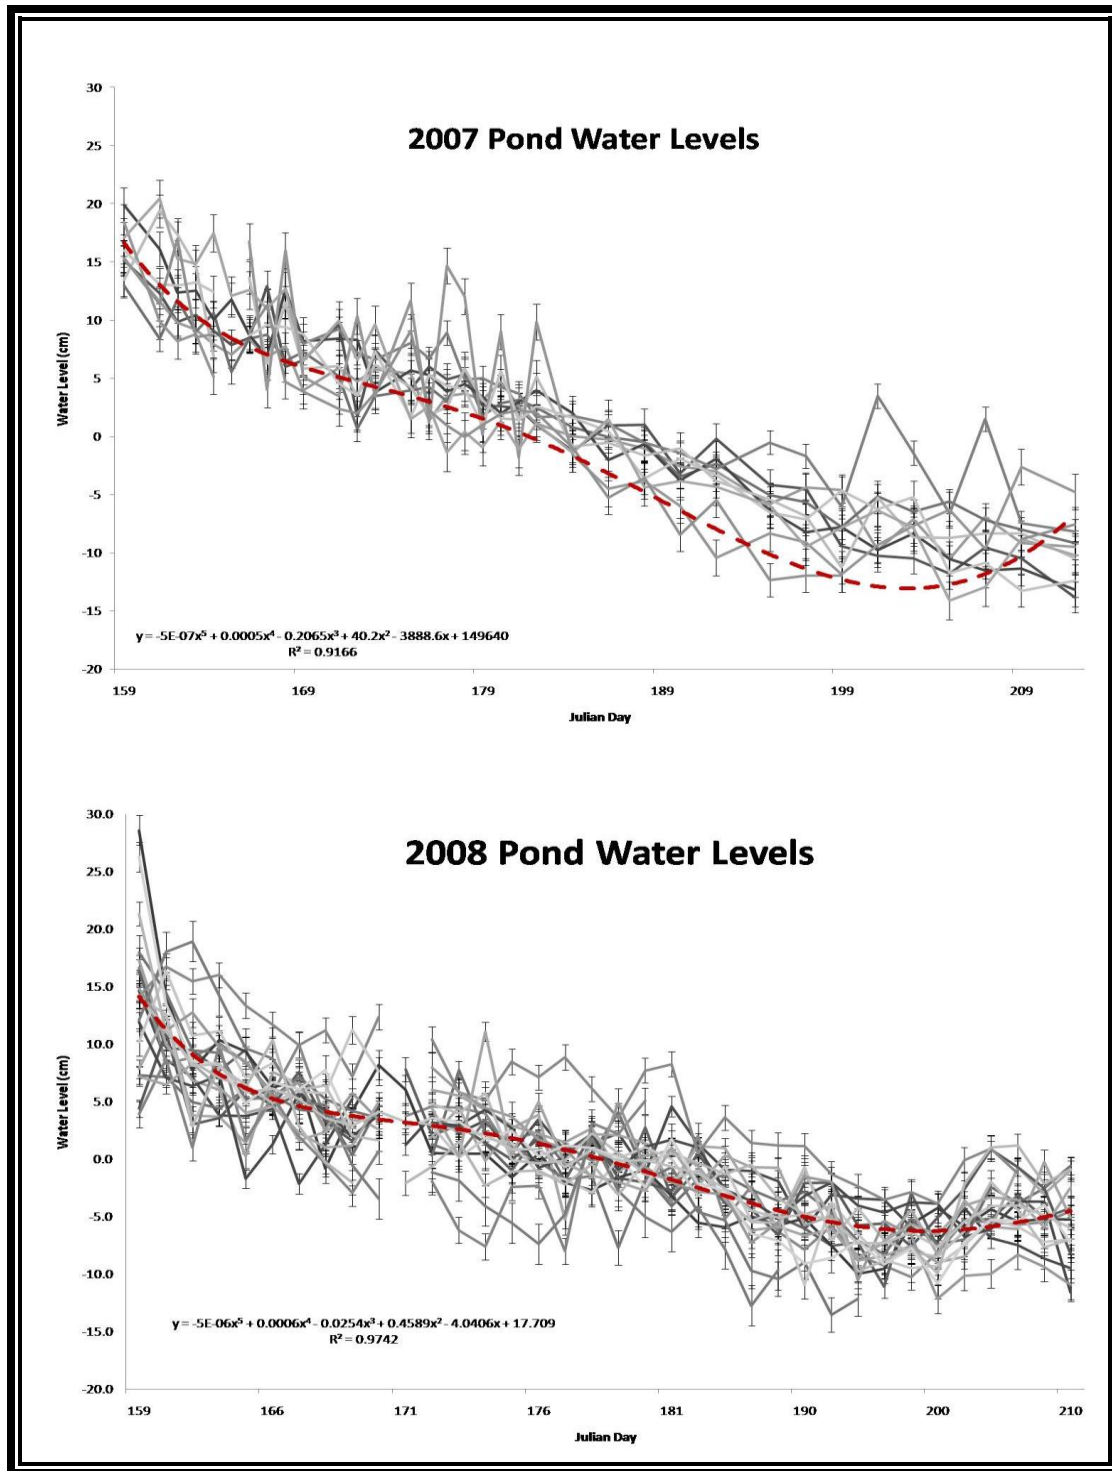 2007 Pond Water Levels
30
25
20
15
10
5
0
-5
-10
-15
-20
Water Level (cm)
y = -5E-07x⁵ + 0.0005x⁴ - 0.2065x³ + 40.2x² - 3888.6x + 149640
R² = 0.9166
159 169 179 189 199 209
Julian Day
2008 Pond Water Levels
30.0
25.0
20.0
15.0
10.0
5.0
0.0
-5.0
-10.0
-15.0
-20.0
Water Level (cm)
y = -5E-06x⁵ + 0.0006x⁴ - 0.0254x³ + 0.4589x² - 4.0406x + 17.709
R² = 0.9742
159 166 171 176 181 190 200 210
Julian Day